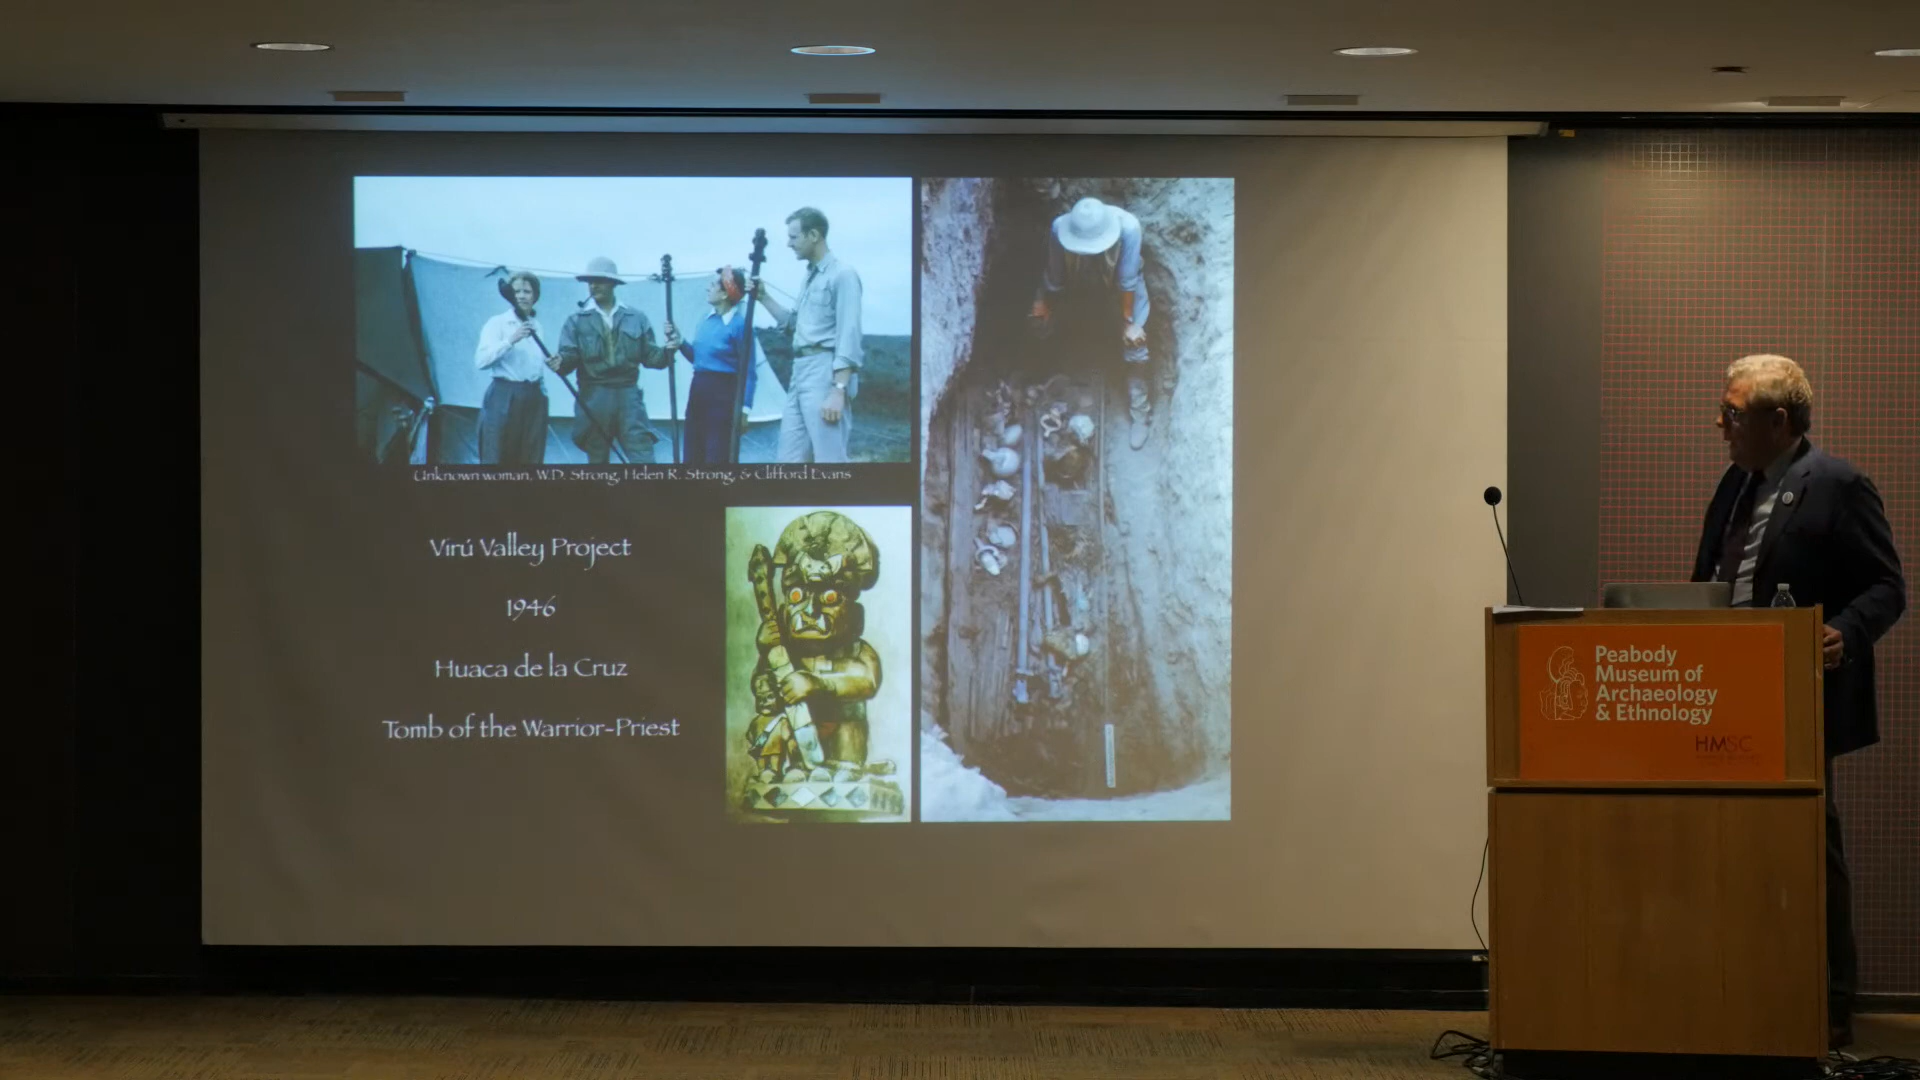 Unknown woman, W.D. Strong, Helen R. Strong, & Clifford Evans
Virú Valley Project
1946
Huaca de la Cruz
Tomb of the Warrior-Priest
Peabody
Museum of
Archaeology
& Ethnology
HMSC